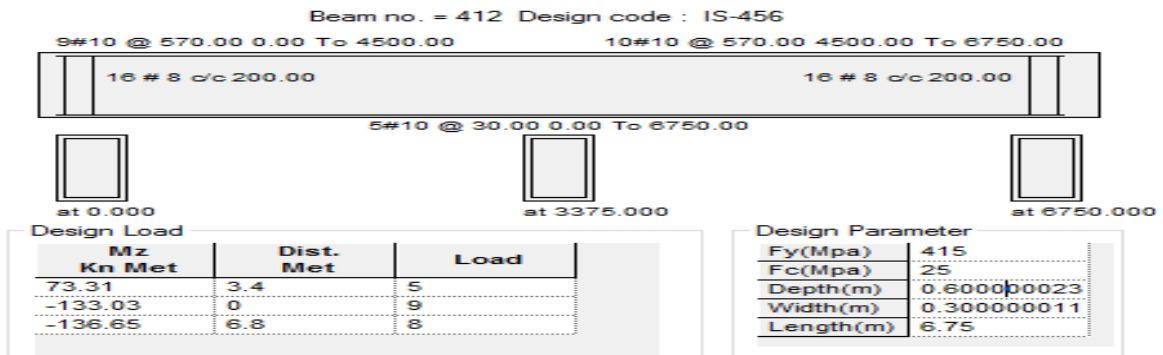 Beam no. = 412 Design code : IS-456
9#10 @ 570.00 0.00 To 4500.00 10#10 @ 570.00 4500.00 To 6750.00
16 # 8 c/c 200.00 16 # 8 c/c 200.00
5#10 @ 30.00 0.00 To 6750.00
at 0.000 at 3375.000 at 6750.000
Design Load Design Parameter
Mz Kn Met Dist. Met Load
73.31 3.4 5
-133.03 0 9
-136.65 6.8 8
Fy(Mpa) 415
Fc(Mpa) 25
Depth(m) 0.600000023
Width(m) 0.300000011
Length(m) 6.75